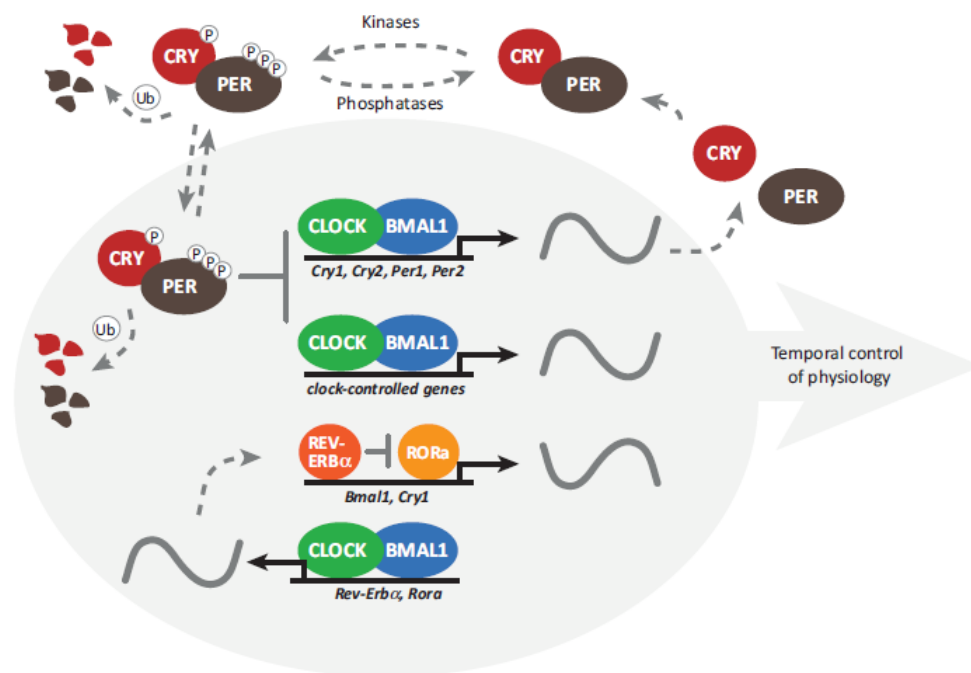 Kinases
P
CRY
P
P
P
PER
Phosphatases
CRY
PER
Ub
CRY
PER
CLOCK
BMAL1
Cry1, Cry2, Per1, Per2
P
CRY
P
P
P
PER
Ub
CLOCK
BMAL1
clock-controlled genes
Temporal control
of physiology
REV-
ERBα
RORa
Bmal1, Cry1
CLOCK
BMAL1
Rev-Erbα, Rora